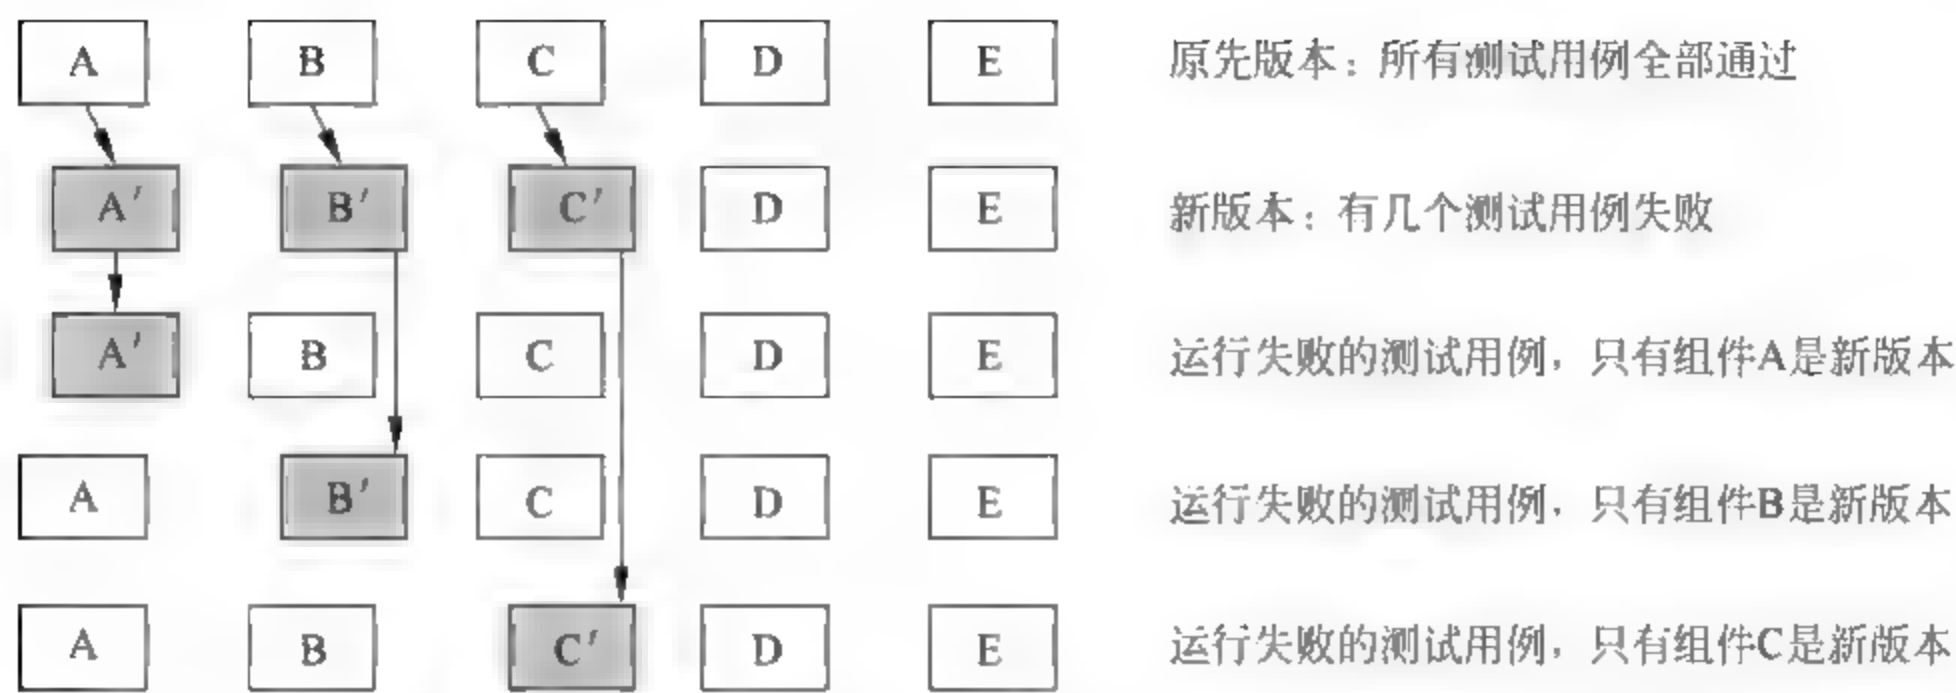 A B C D E 原先版本：所有测试用例全部通过
A′ B′ C′ D E 新版本：有几个测试用例失败
A′ B C D E 运行失败的测试用例，只有组件A是新版本
A B′ C D E 运行失败的测试用例，只有组件B是新版本
A B C′ D E 运行失败的测试用例，只有组件C是新版本